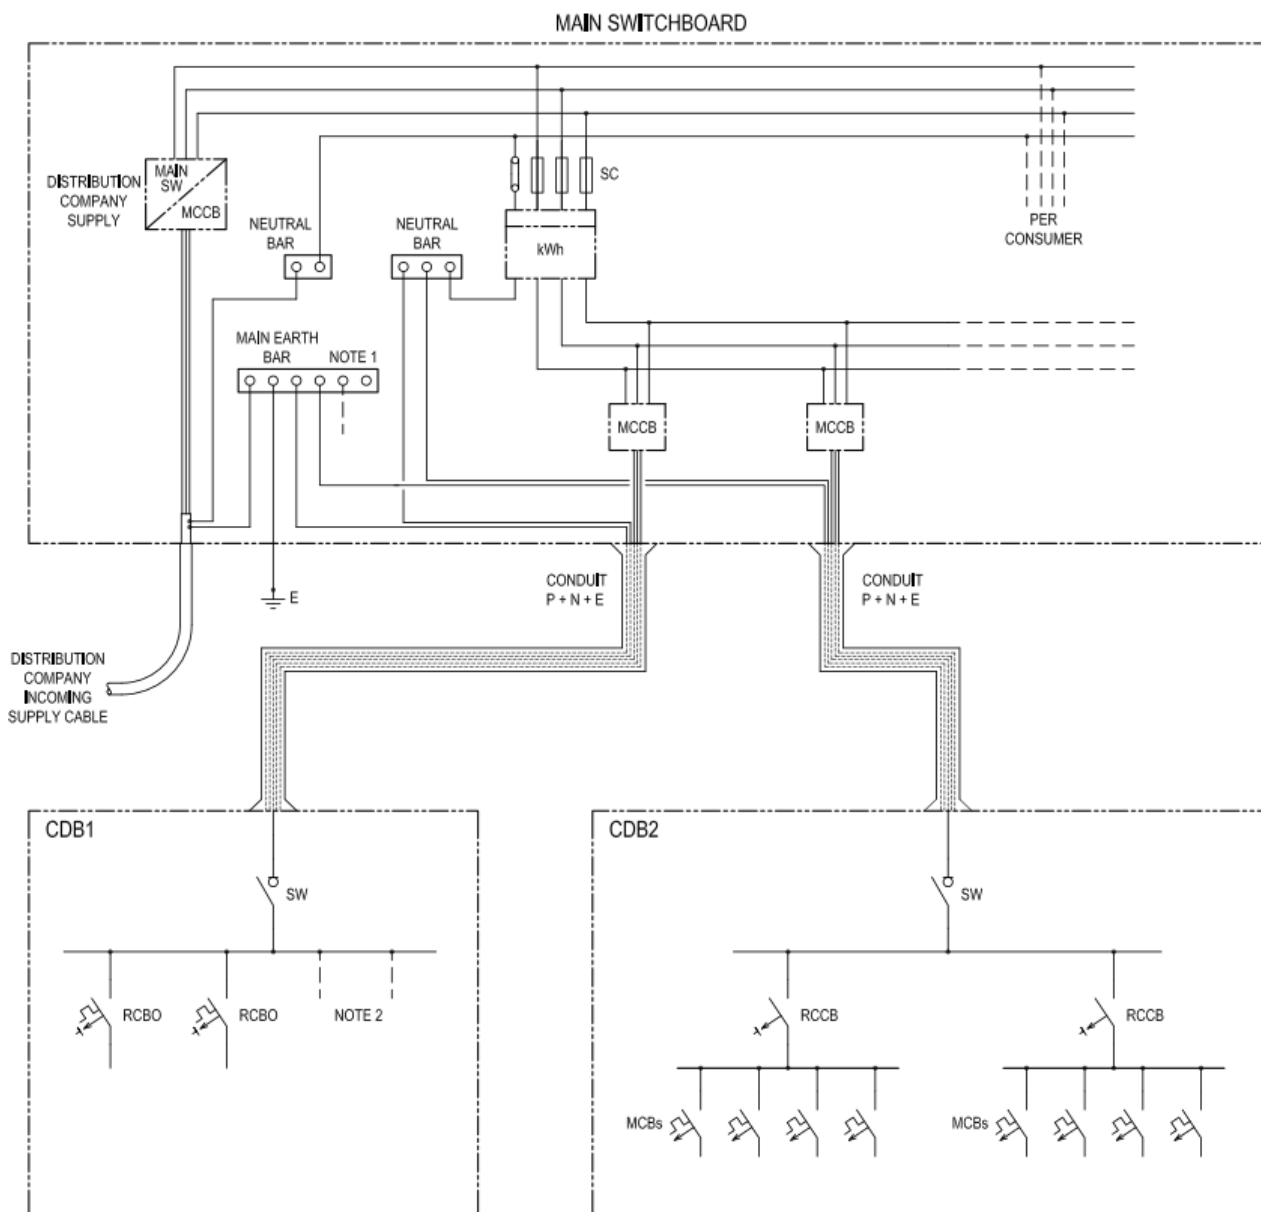 MAIN SWITCHBOARD
MAIN
SW
MCCB
DISTRIBUTION
COMPANY
SUPPLY
NEUTRAL
BAR
NEUTRAL
BAR
SC
kWh
PER
CONSUMER
MAIN EARTH
BAR
NOTE 1
MCCB
MCCB
E
CONDUIT
P + N + E
CONDUIT
P + N + E
DISTRIBUTION
COMPANY
INCOMING
SUPPLY CABLE
CDB1
SW
RCBO
RCBO
NOTE 2
CDB2
SW
RCCB
RCCB
MCBs
MCBs